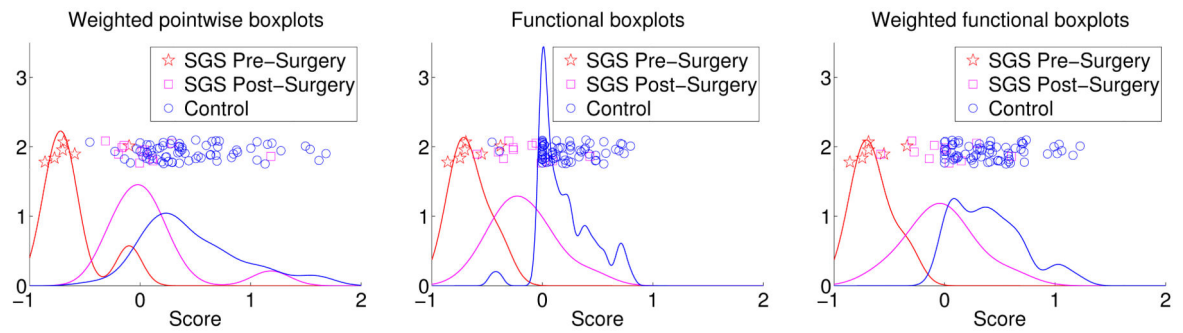 Weighted pointwise boxplots
3
2
1
0
SGS Pre−Surgery
SGS Post−Surgery
Control
−1
0
1
2
Score
Functional boxplots
3
2
1
0
SGS Pre−Surgery
SGS Post−Surgery
Control
−1
0
1
2
Score
Weighted functional boxplots
3
2
1
0
SGS Pre−Surgery
SGS Post−Surgery
Control
−1
0
1
2
Score